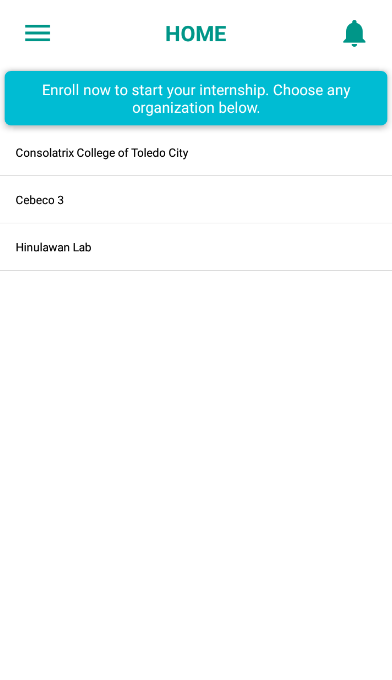 HOME
Enroll now to start your internship. Choose any
organization below.
Consolatrix College of Toledo City
Cebeco 3
Hinulawan Lab